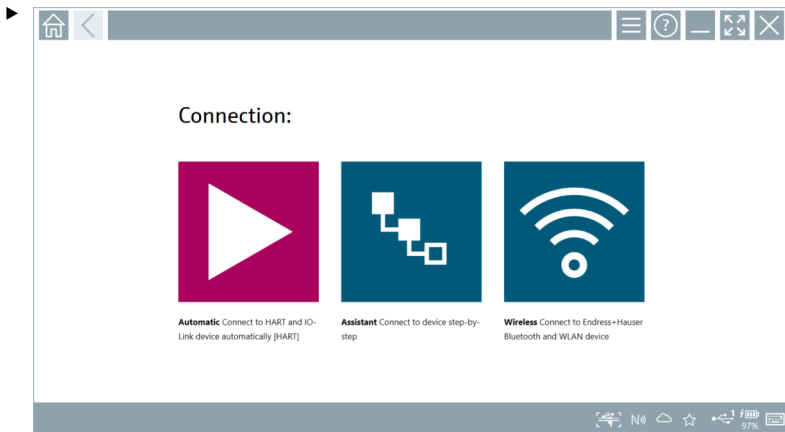 Connection:
Automatic Connect to HART and IO-
Link device automatically [HART]
Assistant Connect to device step-by-
step
Wireless Connect to Endress+Hauser
Bluetooth and WLAN device
1
97%